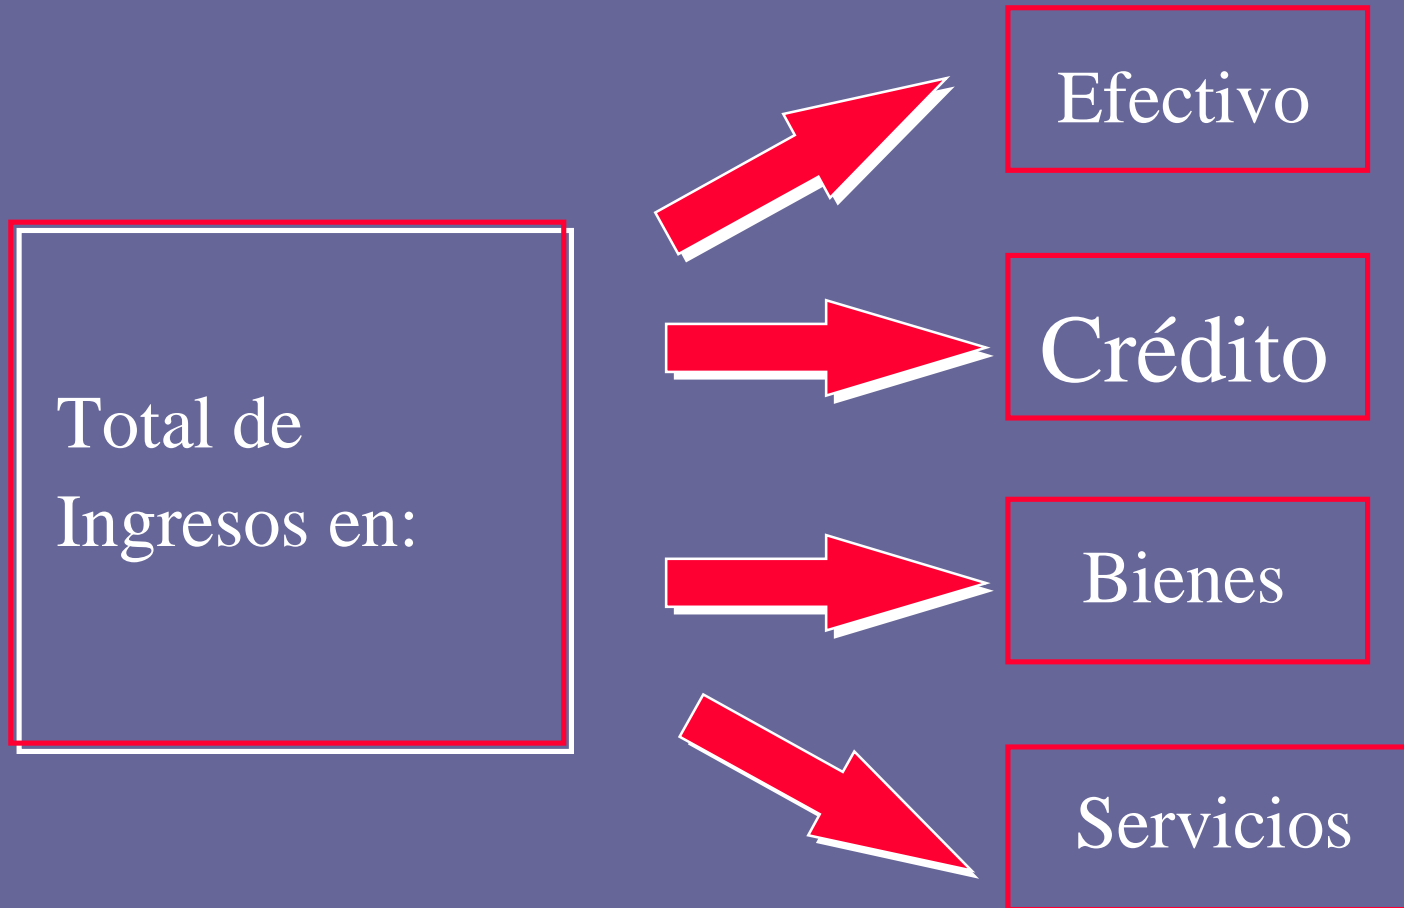 Total de
Ingresos en:
Efectivo
Crédito
Bienes
Servicios